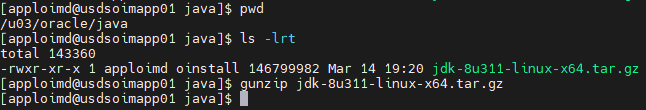 [apploimd@usdsoimapp01 java]$ pwd
/u03/oracle/java
[apploimd@usdsoimapp01 java]$ ls -lrt
total 143360
-rwxr-xr-x 1 apploimd oinstall 146799982 Mar 14 19:20 jdk-8u311-linux-x64.tar.gz
[apploimd@usdsoimapp01 java]$ gunzip jdk-8u311-linux-x64.tar.gz
[apploimd@usdsoimapp01 java]$